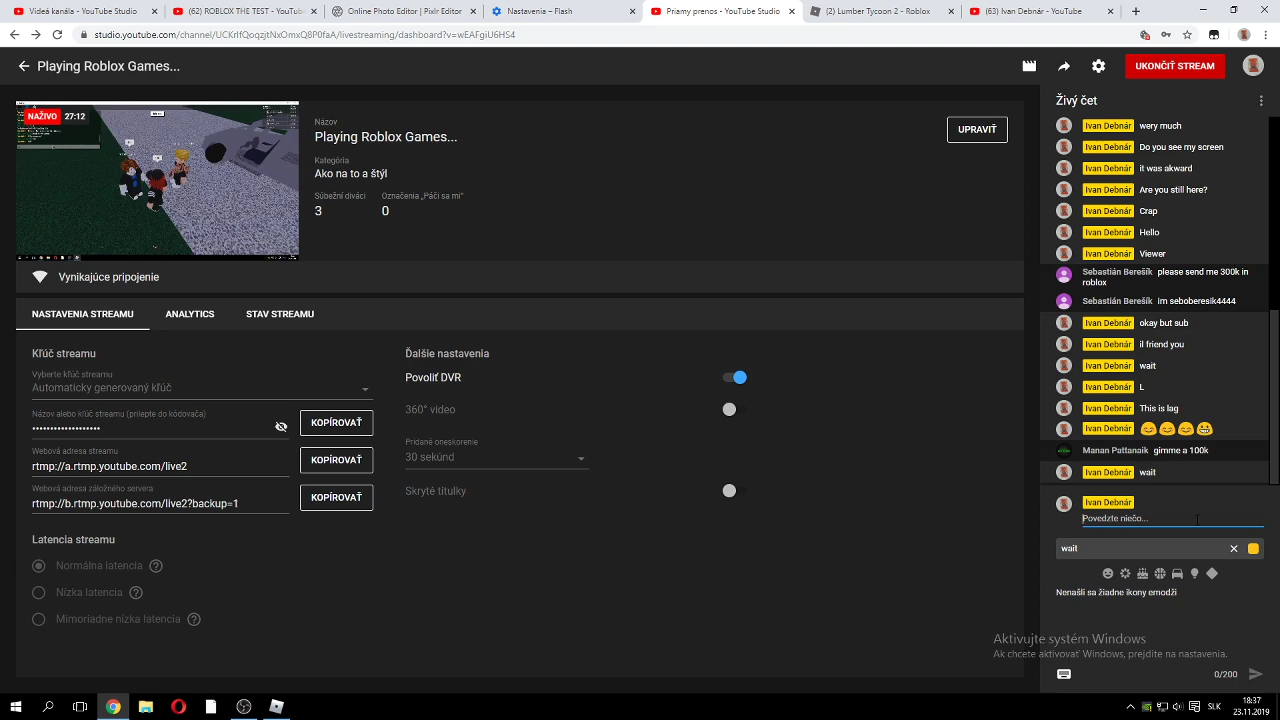 Videá kanála - YouTube Studio
(62) ROBLOX THE TEST - YouTube
Online Photo Editor | Pixlr Editor
Nastavenia – Flash
Priamy prenos - YouTube Studio
(2) Lumber Tycoon 2 - Roblox
(63) Ivan Debnár - YouTube
studio.youtube.com/channel/UCKrIfQoqzjtNxOmxQ8P0faA/livestreaming/dashboard?v=wEAFgiU6HS4
Playing Roblox Games...
UKONČIŤ STREAM
NAŽIVO 27:12
Názov
Playing Roblox Games...
UPRAVIŤ
Kategória
Ako na to a štýl
Súbežní diváci
Označenia „Páči sa mi“
3
0
Vynikajúce pripojenie
NASTAVENIA STREAMU
ANALYTICS
STAV STREAMU
Kľúč streamu
Vyberte kľúč streamu
Automaticky generovaný kľúč
Názov alebo kľúč streamu (prilepte do kódovača)
••••••••••••••••••
KOPÍROVAŤ
Webová adresa streamu
rtmp://a.rtmp.youtube.com/live2
KOPÍROVAŤ
Webová adresa záložného servera
rtmp://b.rtmp.youtube.com/live2?backup=1
KOPÍROVAŤ
Latencia streamu
Normálna latencia
Nízka latencia
Mimoriadne nízka latencia
Ďalšie nastavenia
Povoliť DVR
360° video
Pridané oneskorenie
30 sekúnd
Skryté titulky
Živý čet
Ivan Debnár wery much
Ivan Debnár Do you see my screen
Ivan Debnár it was akward
Ivan Debnár Are you still here?
Ivan Debnár Crap
Ivan Debnár Hello
Ivan Debnár Viewer
Sebastián Berešík please send me 300k in
roblox
Sebastián Berešík im seboberesik4444
Ivan Debnár okay but sub
Ivan Debnár il friend you
Ivan Debnár wait
Ivan Debnár L
Ivan Debnár This is lag
Ivan Debnár 😊😊😊😀
Manan Pattanaik gimme a 100k
Ivan Debnár wait
Ivan Debnár
Povedzte niečo...
wait
Nenašli sa žiadne ikony emodži
Aktivujte systém Windows
Ak chcete aktivovať Windows, prejdite na nastavenia.
0/200
SLK
18:37
23.11.2019